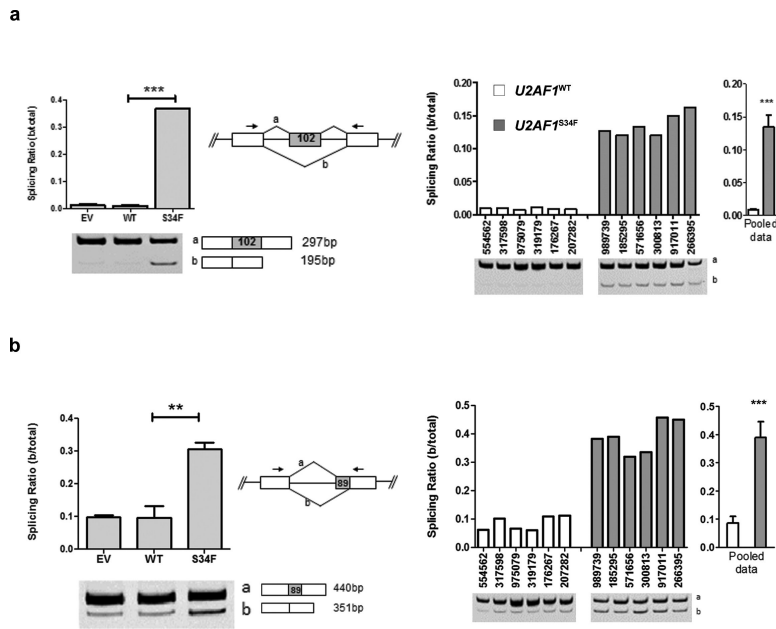 a
Splicing Ratio (b/total)
0.4
0.3
0.2
0.1
0.0
***
EV WT S34F
a
102
b
a 102 297bp
b 195bp
Splicing Ratio (b/total)
0.20
0.15
0.10
0.05
0.00
U2AF1WT
U2AF1S34F
554562 317598 975079 319179 176267 207282 989739 185295 571656 300813 917011 266395
a
b
0.20
0.15
0.10
0.05
0.00
***
Pooled
data
b
Splicing Ratio (b/total)
0.4
0.3
0.2
0.1
0.0
**
EV WT S34F
a
89
b
a 89 440bp
b 351bp
Splicing Ratio (b/total)
0.5
0.4
0.3
0.2
0.1
0.0
554562 317598 975079 319179 176267 207282 989739 185295 571656 300813 917011 266395
a
b
0.5
0.4
0.3
0.2
0.1
0.0
***
Pooled
data